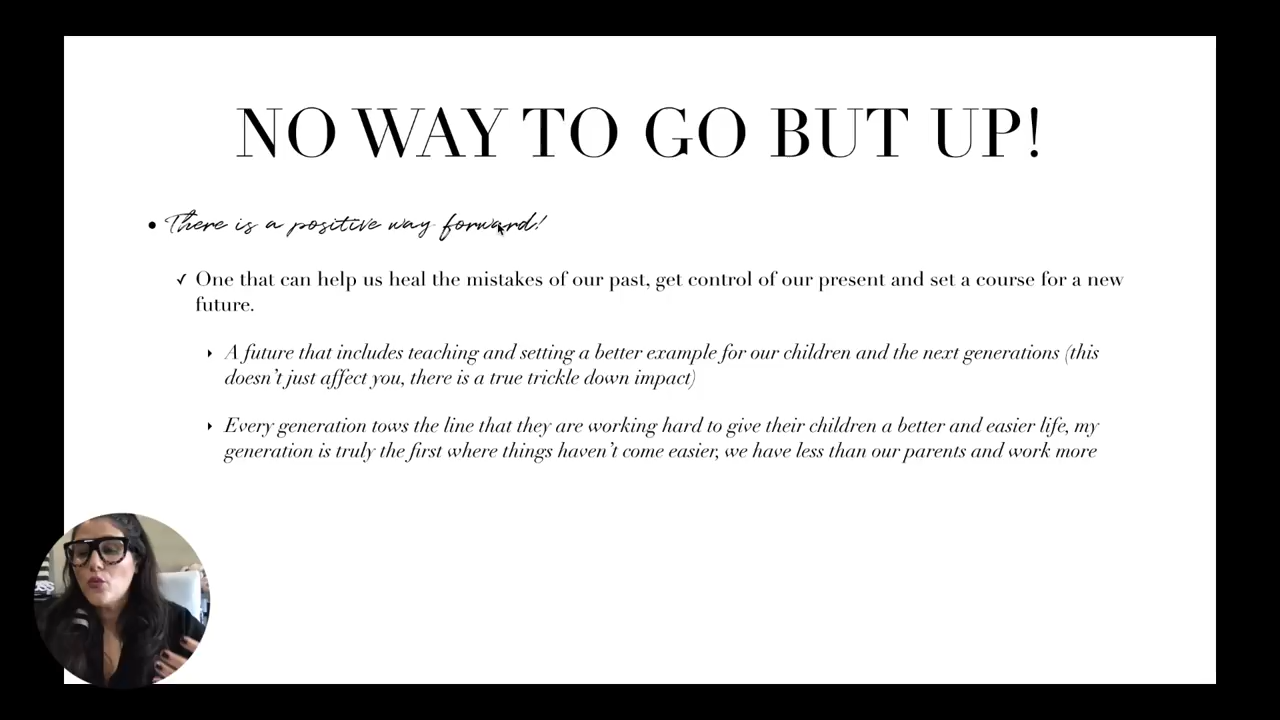 NO WAY TO GO BUT UP!
• There is a positive way forward!
✓ One that can help us heal the mistakes of our past, get control of our present and set a course for a new
future.
‣ A future that includes teaching and setting a better example for our children and the next generations (this
doesn't just affect you, there is a true trickle down impact)
‣ Every generation tows the line that they are working hard to give their children a better and easier life, my
generation is truly the first where things haven't come easier, we have less than our parents and work more